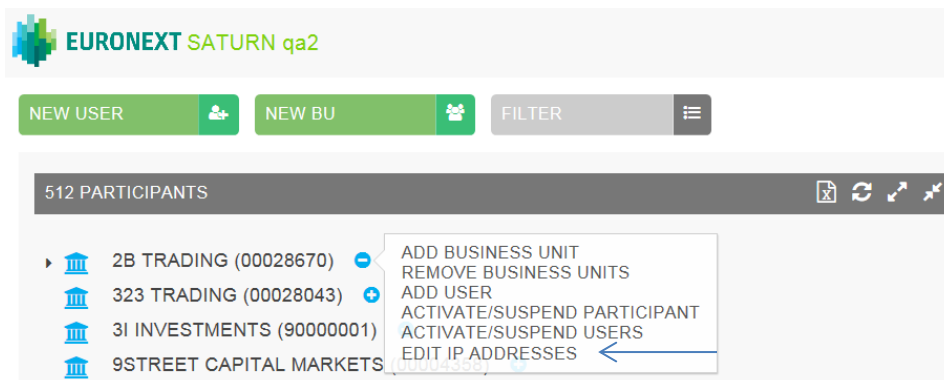 EURONEXT SATURN qa2
NEW USER NEW BU FILTER
512 PARTICIPANTS
2B TRADING (00028670)
323 TRADING (00028043)
3I INVESTMENTS (90000001)
9STREET CAPITAL MARKETS (00004358)
ADD BUSINESS UNIT
REMOVE BUSINESS UNITS
ADD USER
ACTIVATE/SUSPEND PARTICIPANT
ACTIVATE/SUSPEND USERS
EDIT IP ADDRESSES